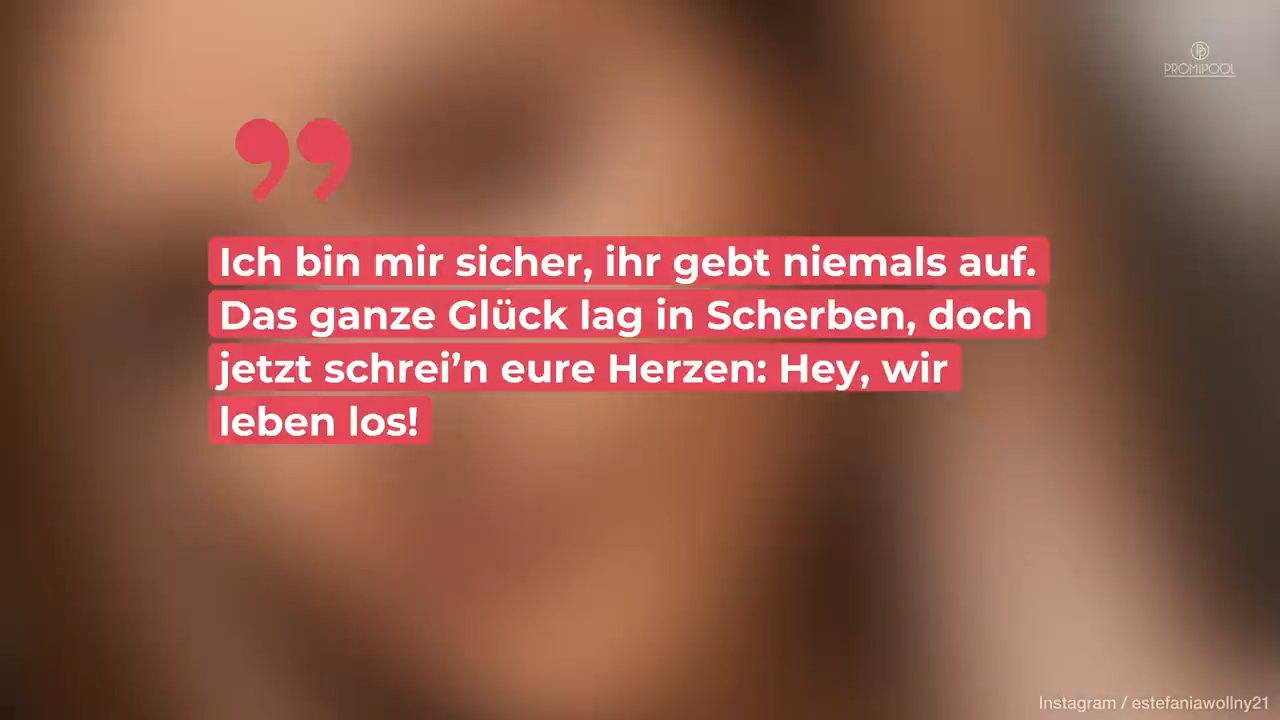 PROMIPOOL
Ich bin mir sicher, ihr gebt niemals auf.
Das ganze Glück lag in Scherben, doch
jetzt schrei’n eure Herzen: Hey, wir
leben los!
Instagram / estefaniawollny21